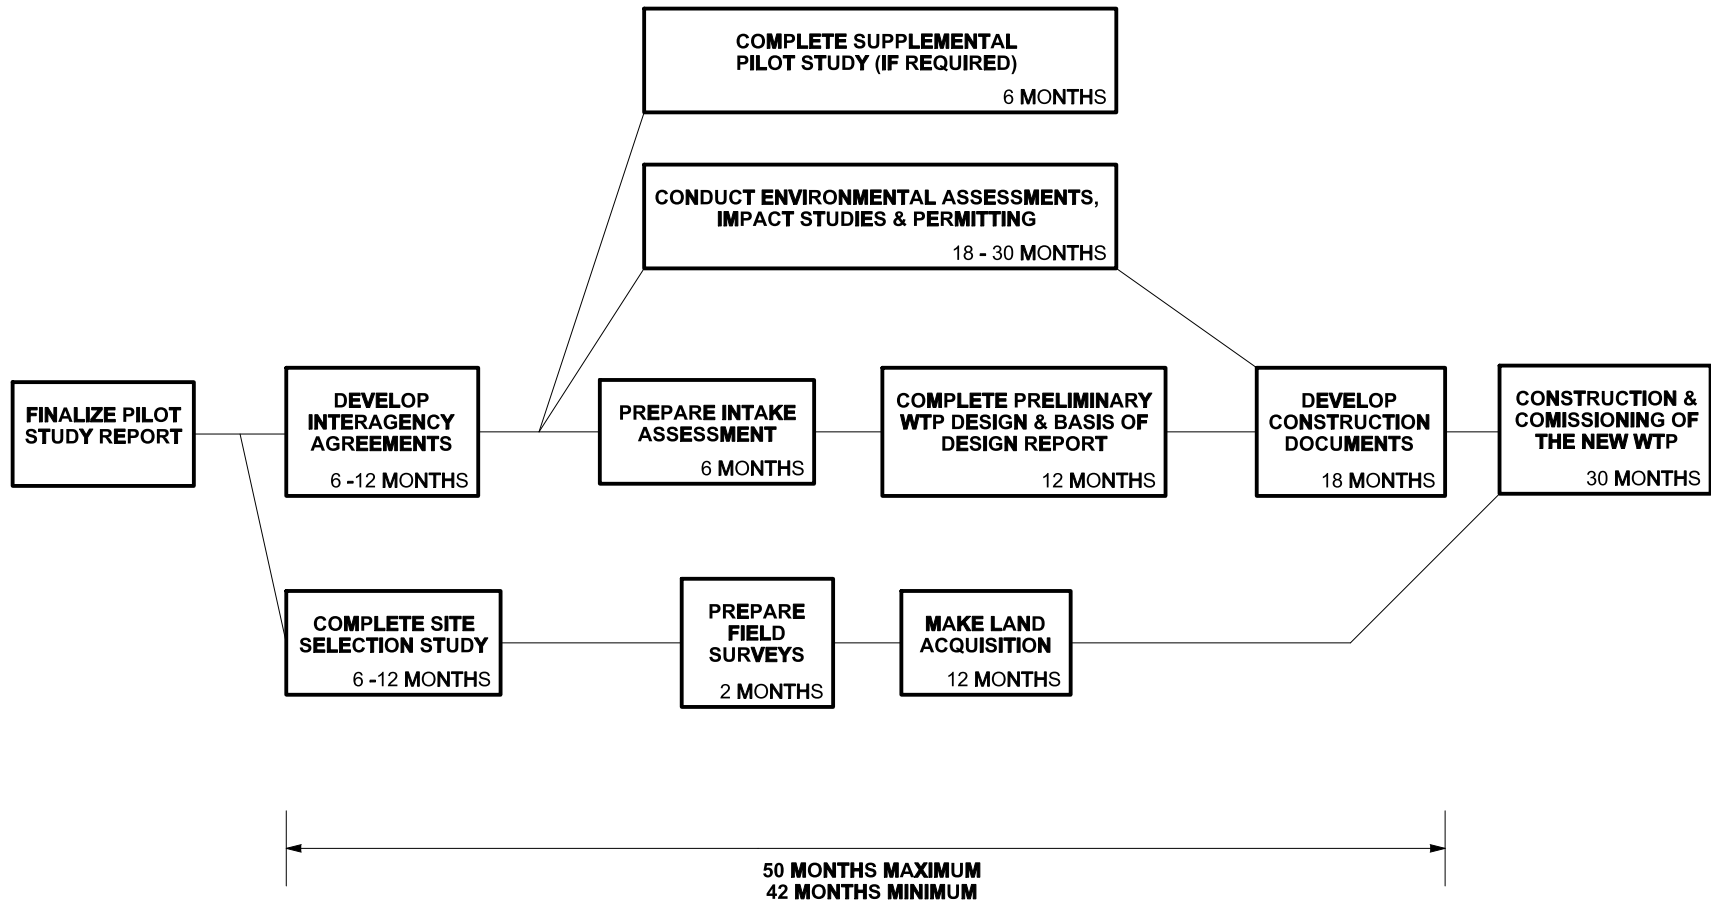 COMPLETE SUPPLEMENTAL
PILOT STUDY (IF REQUIRED)
6 MONTHS
CONDUCT ENVIRONMENTAL ASSESSMENTS,
IMPACT STUDIES & PERMITTING
18 - 30 MONTHS
FINALIZE PILOT
STUDY REPORT
DEVELOP
INTERAGENCY
AGREEMENTS
6 -12 MONTHS
PREPARE INTAKE
ASSESSMENT
6 MONTHS
COMPLETE PRELIMINARY
WTP DESIGN & BASIS OF
DESIGN REPORT
12 MONTHS
DEVELOP
CONSTRUCTION
DOCUMENTS
18 MONTHS
CONSTRUCTION &
COMISSIONING OF
THE NEW WTP
30 MONTHS
COMPLETE SITE
SELECTION STUDY
6 -12 MONTHS
PREPARE
FIELD
SURVEYS
2 MONTHS
MAKE LAND
ACQUISITION
12 MONTHS
50 MONTHS MAXIMUM
42 MONTHS MINIMUM